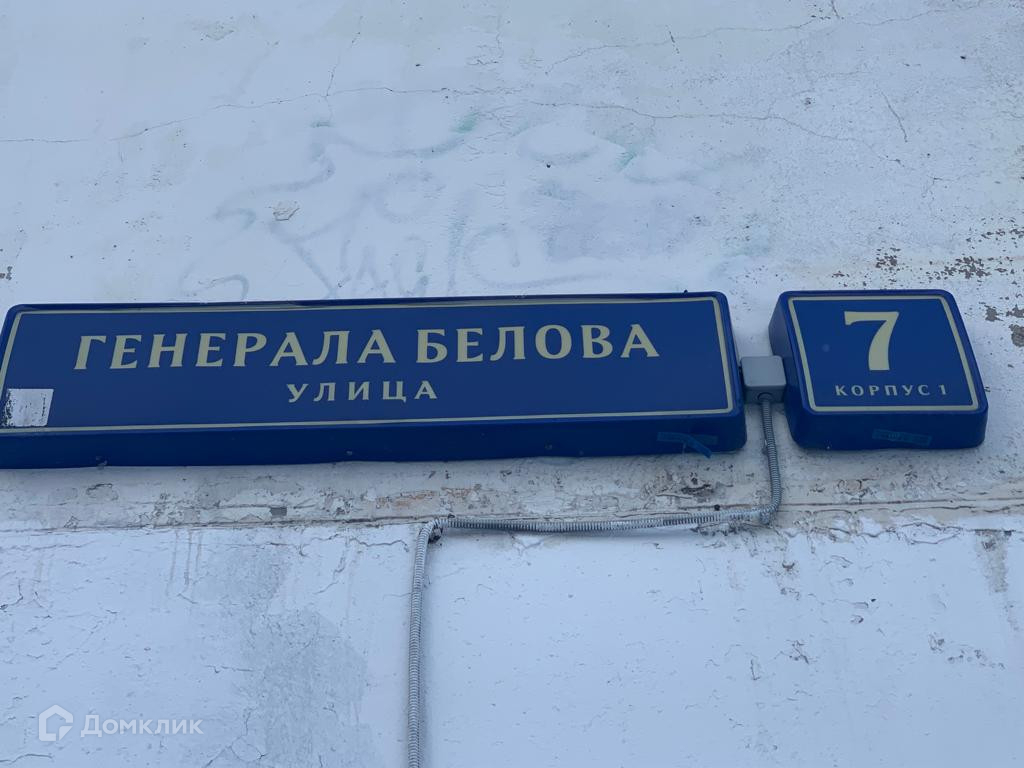 ГЕНЕРАЛА БЕЛОВА
УЛИЦА
7
КОРПУС 1
Домклик